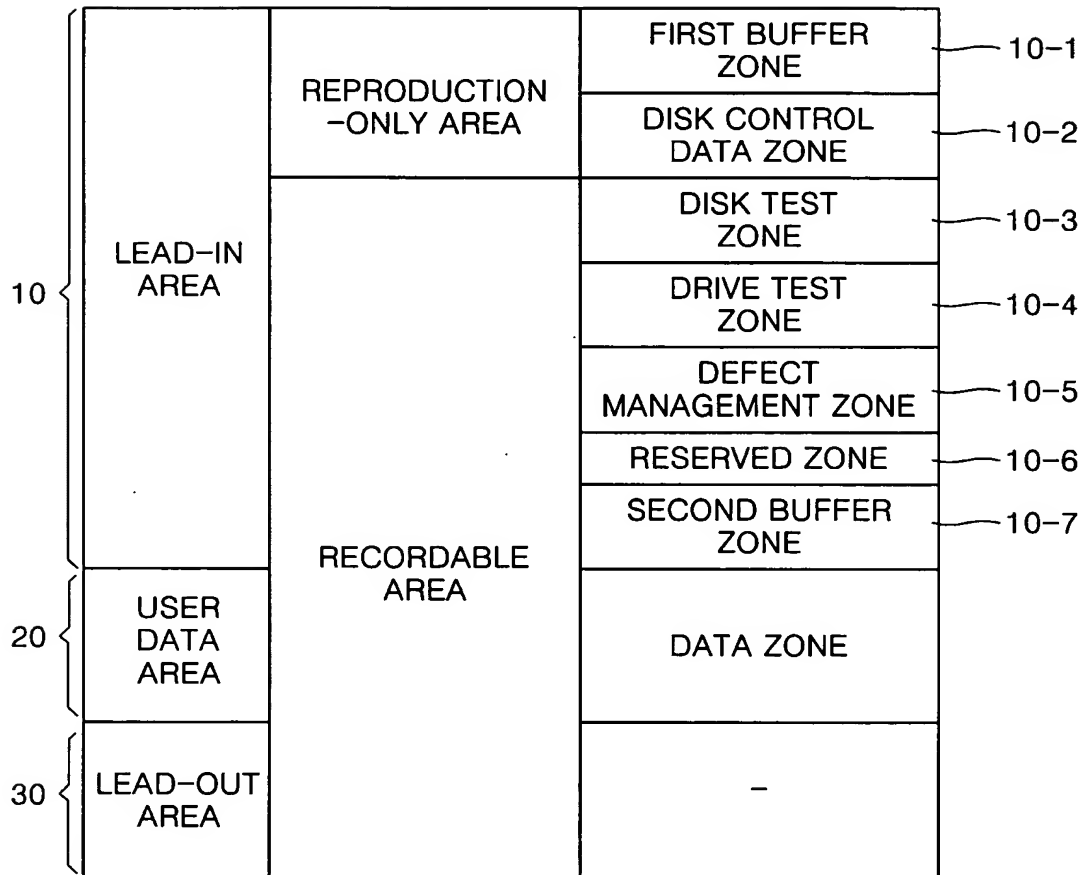 FIRST BUFFER
ZONE
10-1
REPRODUCTION
-ONLY AREA
DISK CONTROL
DATA ZONE
10-2
DISK TEST
ZONE
10-3
LEAD-IN
AREA
10
DRIVE TEST
ZONE
10-4
DEFECT
MANAGEMENT ZONE
10-5
RESERVED ZONE
10-6
SECOND BUFFER
ZONE
10-7
RECORDABLE
AREA
20
USER
DATA
AREA
DATA ZONE
30
LEAD-OUT
AREA
-